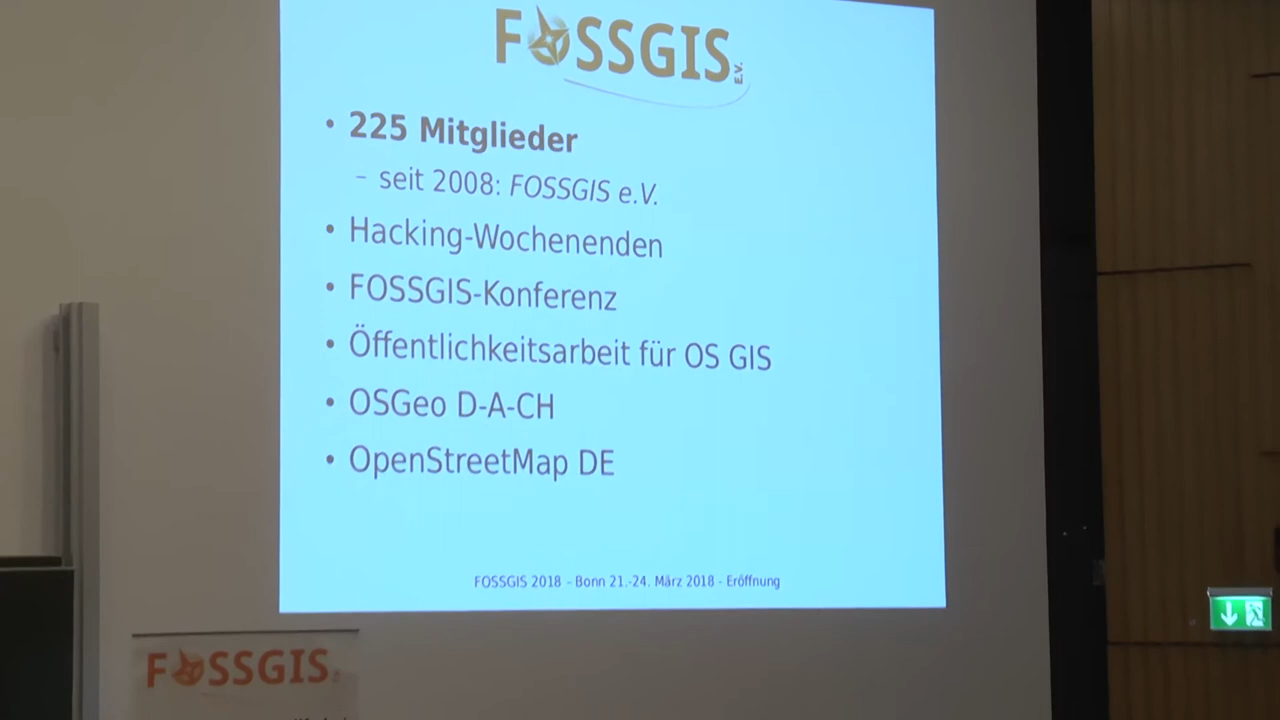 FOSSGIS E.V.
• 225 Mitglieder
– seit 2008: FOSSGIS e.V.
• Hacking-Wochenenden
• FOSSGIS-Konferenz
• Öffentlichkeitsarbeit für OS GIS
• OSGeo D-A-CH
• OpenStreetMap DE
FOSSGIS 2018 - Bonn 21.-24. März 2018 - Eröffnung
FOSSGIS